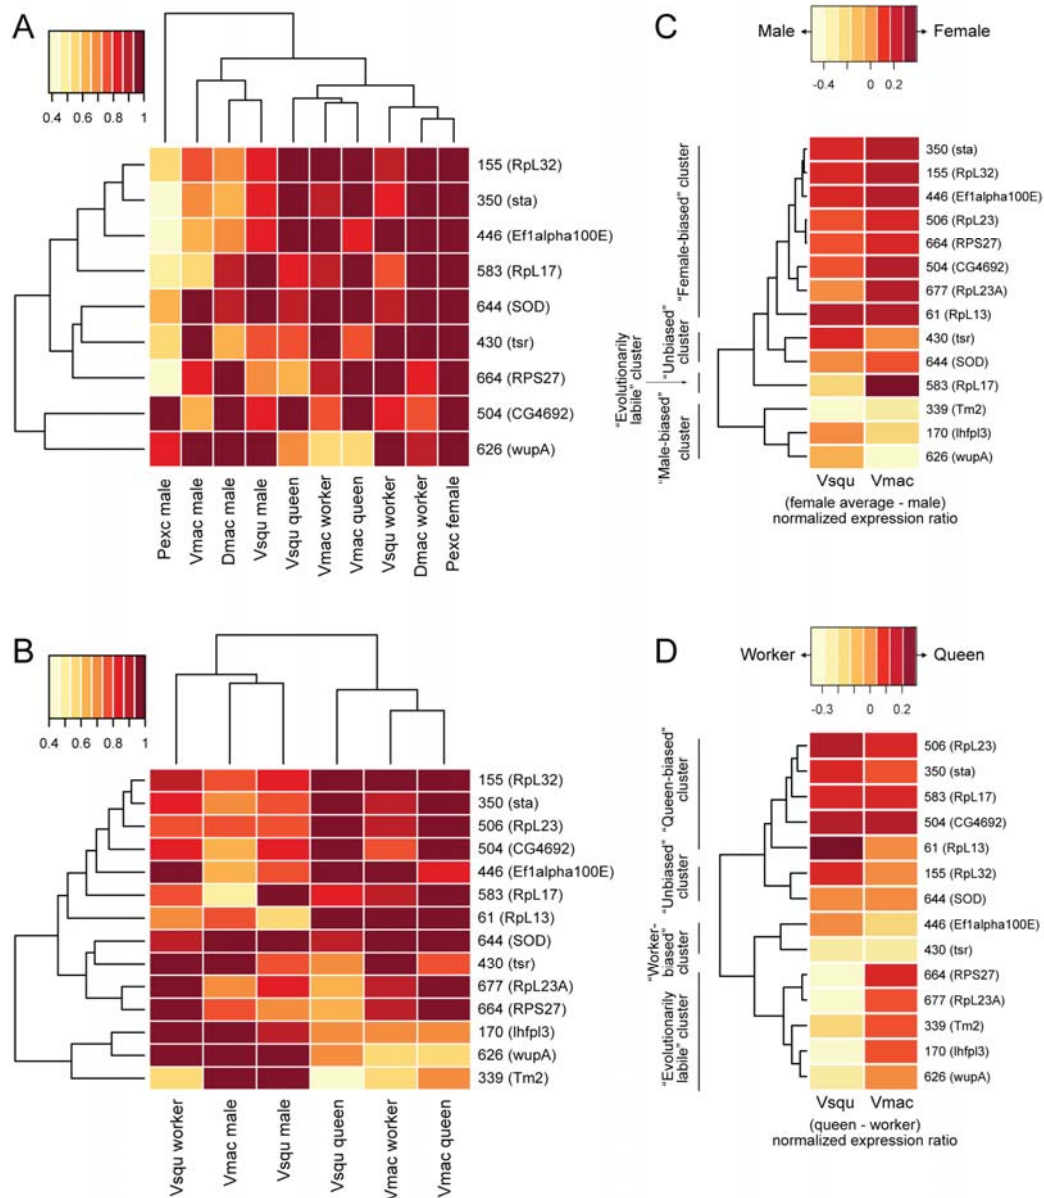 A
0.4 0.6 0.8 1
155 (RpL32)
350 (sta)
446 (Ef1alpha100E)
583 (RpL17)
644 (SOD)
430 (tsr)
664 (RPS27)
504 (CG4692)
626 (wupA)
Pexc male
Vmac male
Dmac male
Vsqu male
Vsqu queen
Vmac worker
Vmac queen
Vsqu worker
Dmac worker
Pexc female
C
Male Female
-0.4 0 0.2
"Female-biased" cluster
"Unbiased"
cluster
"Evolutionarily
labile" cluster
"Male-biased"
cluster
350 (sta)
155 (RpL32)
446 (Ef1alpha100E)
506 (RpL23)
664 (RPS27)
504 (CG4692)
677 (RpL23A)
61 (RpL13)
430 (tsr)
644 (SOD)
583 (RpL17)
339 (Tm2)
170 (lhfpl3)
626 (wupA)
Vsqu Vmac
(female average - male)
normalized expression ratio
B
0.4 0.6 0.8 1
155 (RpL32)
350 (sta)
506 (RpL23)
504 (CG4692)
446 (Ef1alpha100E)
583 (RpL17)
61 (RpL13)
644 (SOD)
430 (tsr)
677 (RpL23A)
664 (RPS27)
170 (lhfpl3)
626 (wupA)
339 (Tm2)
Vsqu worker
Vmac male
Vsqu male
Vsqu queen
Vmac worker
Vmac queen
D
Worker Queen
-0.3 0 0.2
"Queen-biased"
cluster
"Unbiased"
cluster
"Worker-
biased"
cluster
"Evolutionarily
labile" cluster
506 (RpL23)
350 (sta)
583 (RpL17)
504 (CG4692)
61 (RpL13)
155 (RpL32)
644 (SOD)
446 (Ef1alpha100E)
430 (tsr)
664 (RPS27)
677 (RpL23A)
339 (Tm2)
170 (lhfpl3)
626 (wupA)
Vsqu Vmac
(queen - worker)
normalized expression ratio